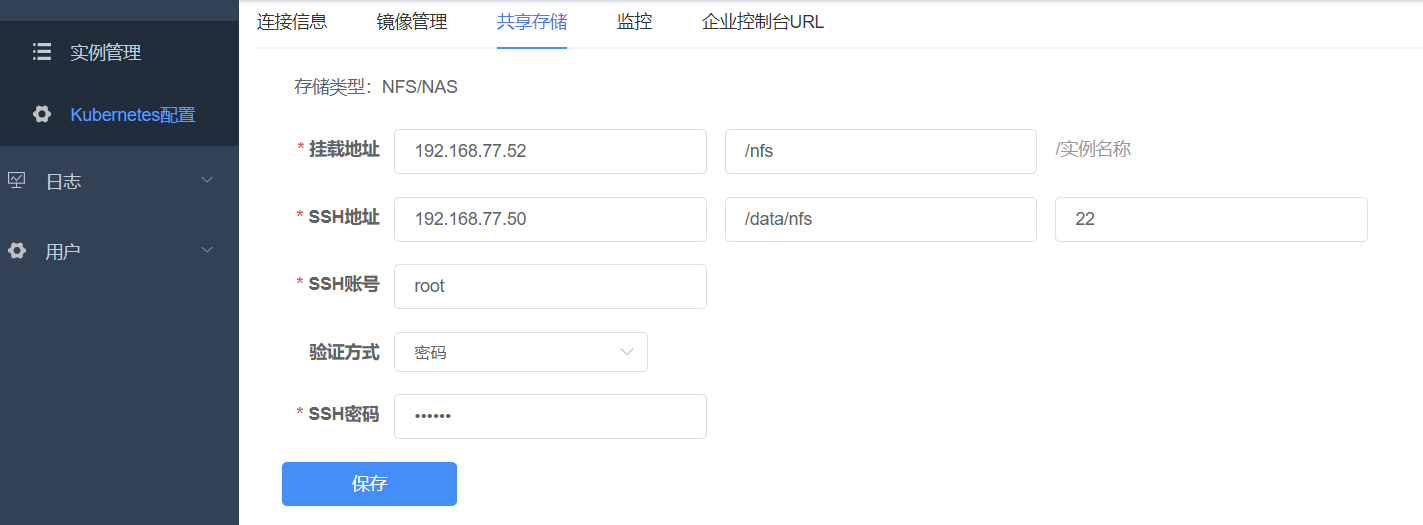 连接信息 镜像管理 共享存储 监控 企业控制台URL
实例管理
Kubernetes配置
日志
用户
存储类型：NFS/NAS
* 挂载地址 192.168.77.52 /nfs /实例名称
* SSH地址 192.168.77.50 /data/nfs 22
* SSH账号 root
验证方式 密码
* SSH密码 ••••••
保存